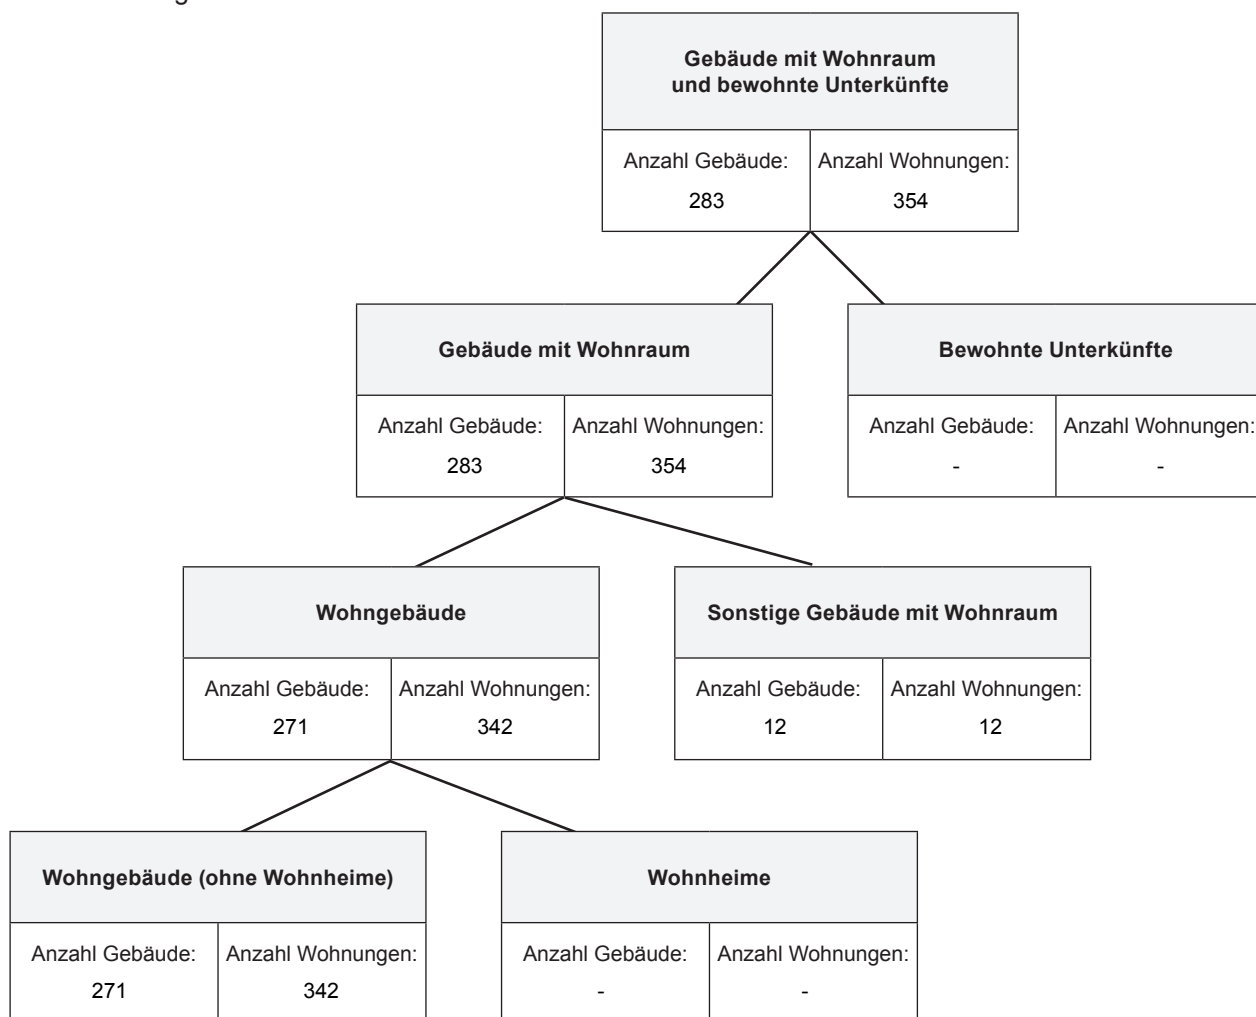 Gebäude mit Wohnraum
und bewohnte Unterkünfte
Anzahl Gebäude: Anzahl Wohnungen:
283 354
Gebäude mit Wohnraum
Anzahl Gebäude: Anzahl Wohnungen:
283 354
Bewohnte Unterkünfte
Anzahl Gebäude: Anzahl Wohnungen:
- -
Wohngebäude
Anzahl Gebäude: Anzahl Wohnungen:
271 342
Sonstige Gebäude mit Wohnraum
Anzahl Gebäude: Anzahl Wohnungen:
12 12
Wohngebäude (ohne Wohnheime)
Anzahl Gebäude: Anzahl Wohnungen:
271 342
Wohnheime
Anzahl Gebäude: Anzahl Wohnungen:
- -